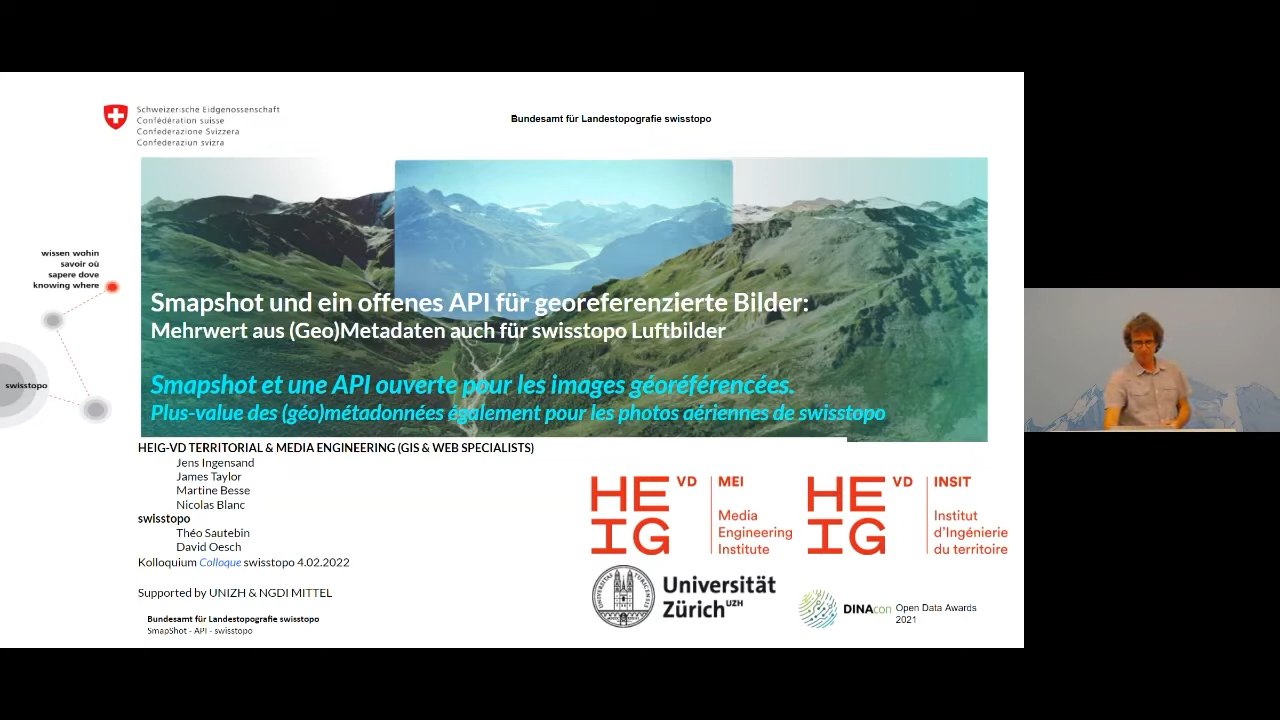 Schweizerische Eidgenossenschaft
Confédération suisse
Confederazione Svizzera
Confederaziun svizra
Bundesamt für Landestopografie swisstopo
wissen wohin
savoir où
sapere dove
knowing where
swisstopo
Smapshot und ein offenes API für georeferenzierte Bilder:
Mehrwert aus (Geo)Metadaten auch für swisstopo Luftbilder
Smapshot et une API ouverte pour les images géoréférencées.
Plus-value des (géo)métadonnées également pour les photos aériennes de swisstopo
HEIG-VD TERRITORIAL & MEDIA ENGINEERING (GIS & WEB SPECIALISTS)
Jens Ingensand
James Taylor
Martine Besse
Nicolas Blanc
swisstopo
Théo Sautebin
David Oesch
Kolloquium Colloque swisstopo 4.02.2022
Supported by UNIZH & NGDI MITTEL
Bundesamt für Landestopografie swisstopo
SmapShot - API - swisstopo
HE VD
IG
MEI
Media
Engineering
Institute
HE VD
IG
INSIT
Institut
d'Ingénierie
du territoire
Universität
Zürich UZH
DINAcon Open Data Awards
2021